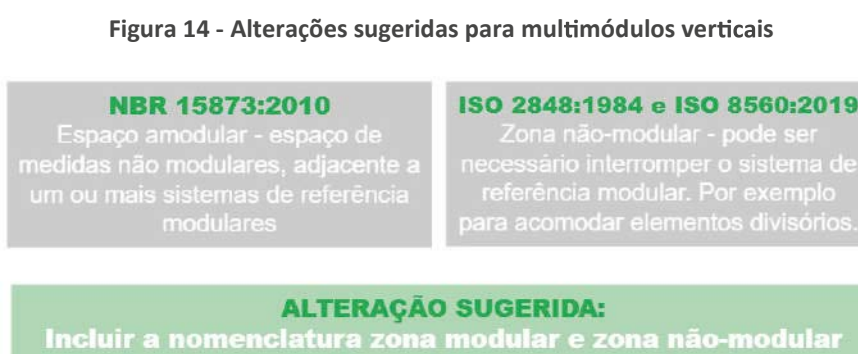 Figura 14 - Alterações sugeridas para multimódulos verticais
NBR 15873:2010
Espaço amodular - espaço de
medidas não modulares, adjacente a
um ou mais sistemas de referência
modulares
ISO 2848:1984 e ISO 8560:2019
Zona não-modular - pode ser
necessário interromper o sistema de
referência modular. Por exemplo
para acomodar elementos divisórios.
ALTERAÇÃO SUGERIDA:
Incluir a nomenclatura zona modular e zona não-modular